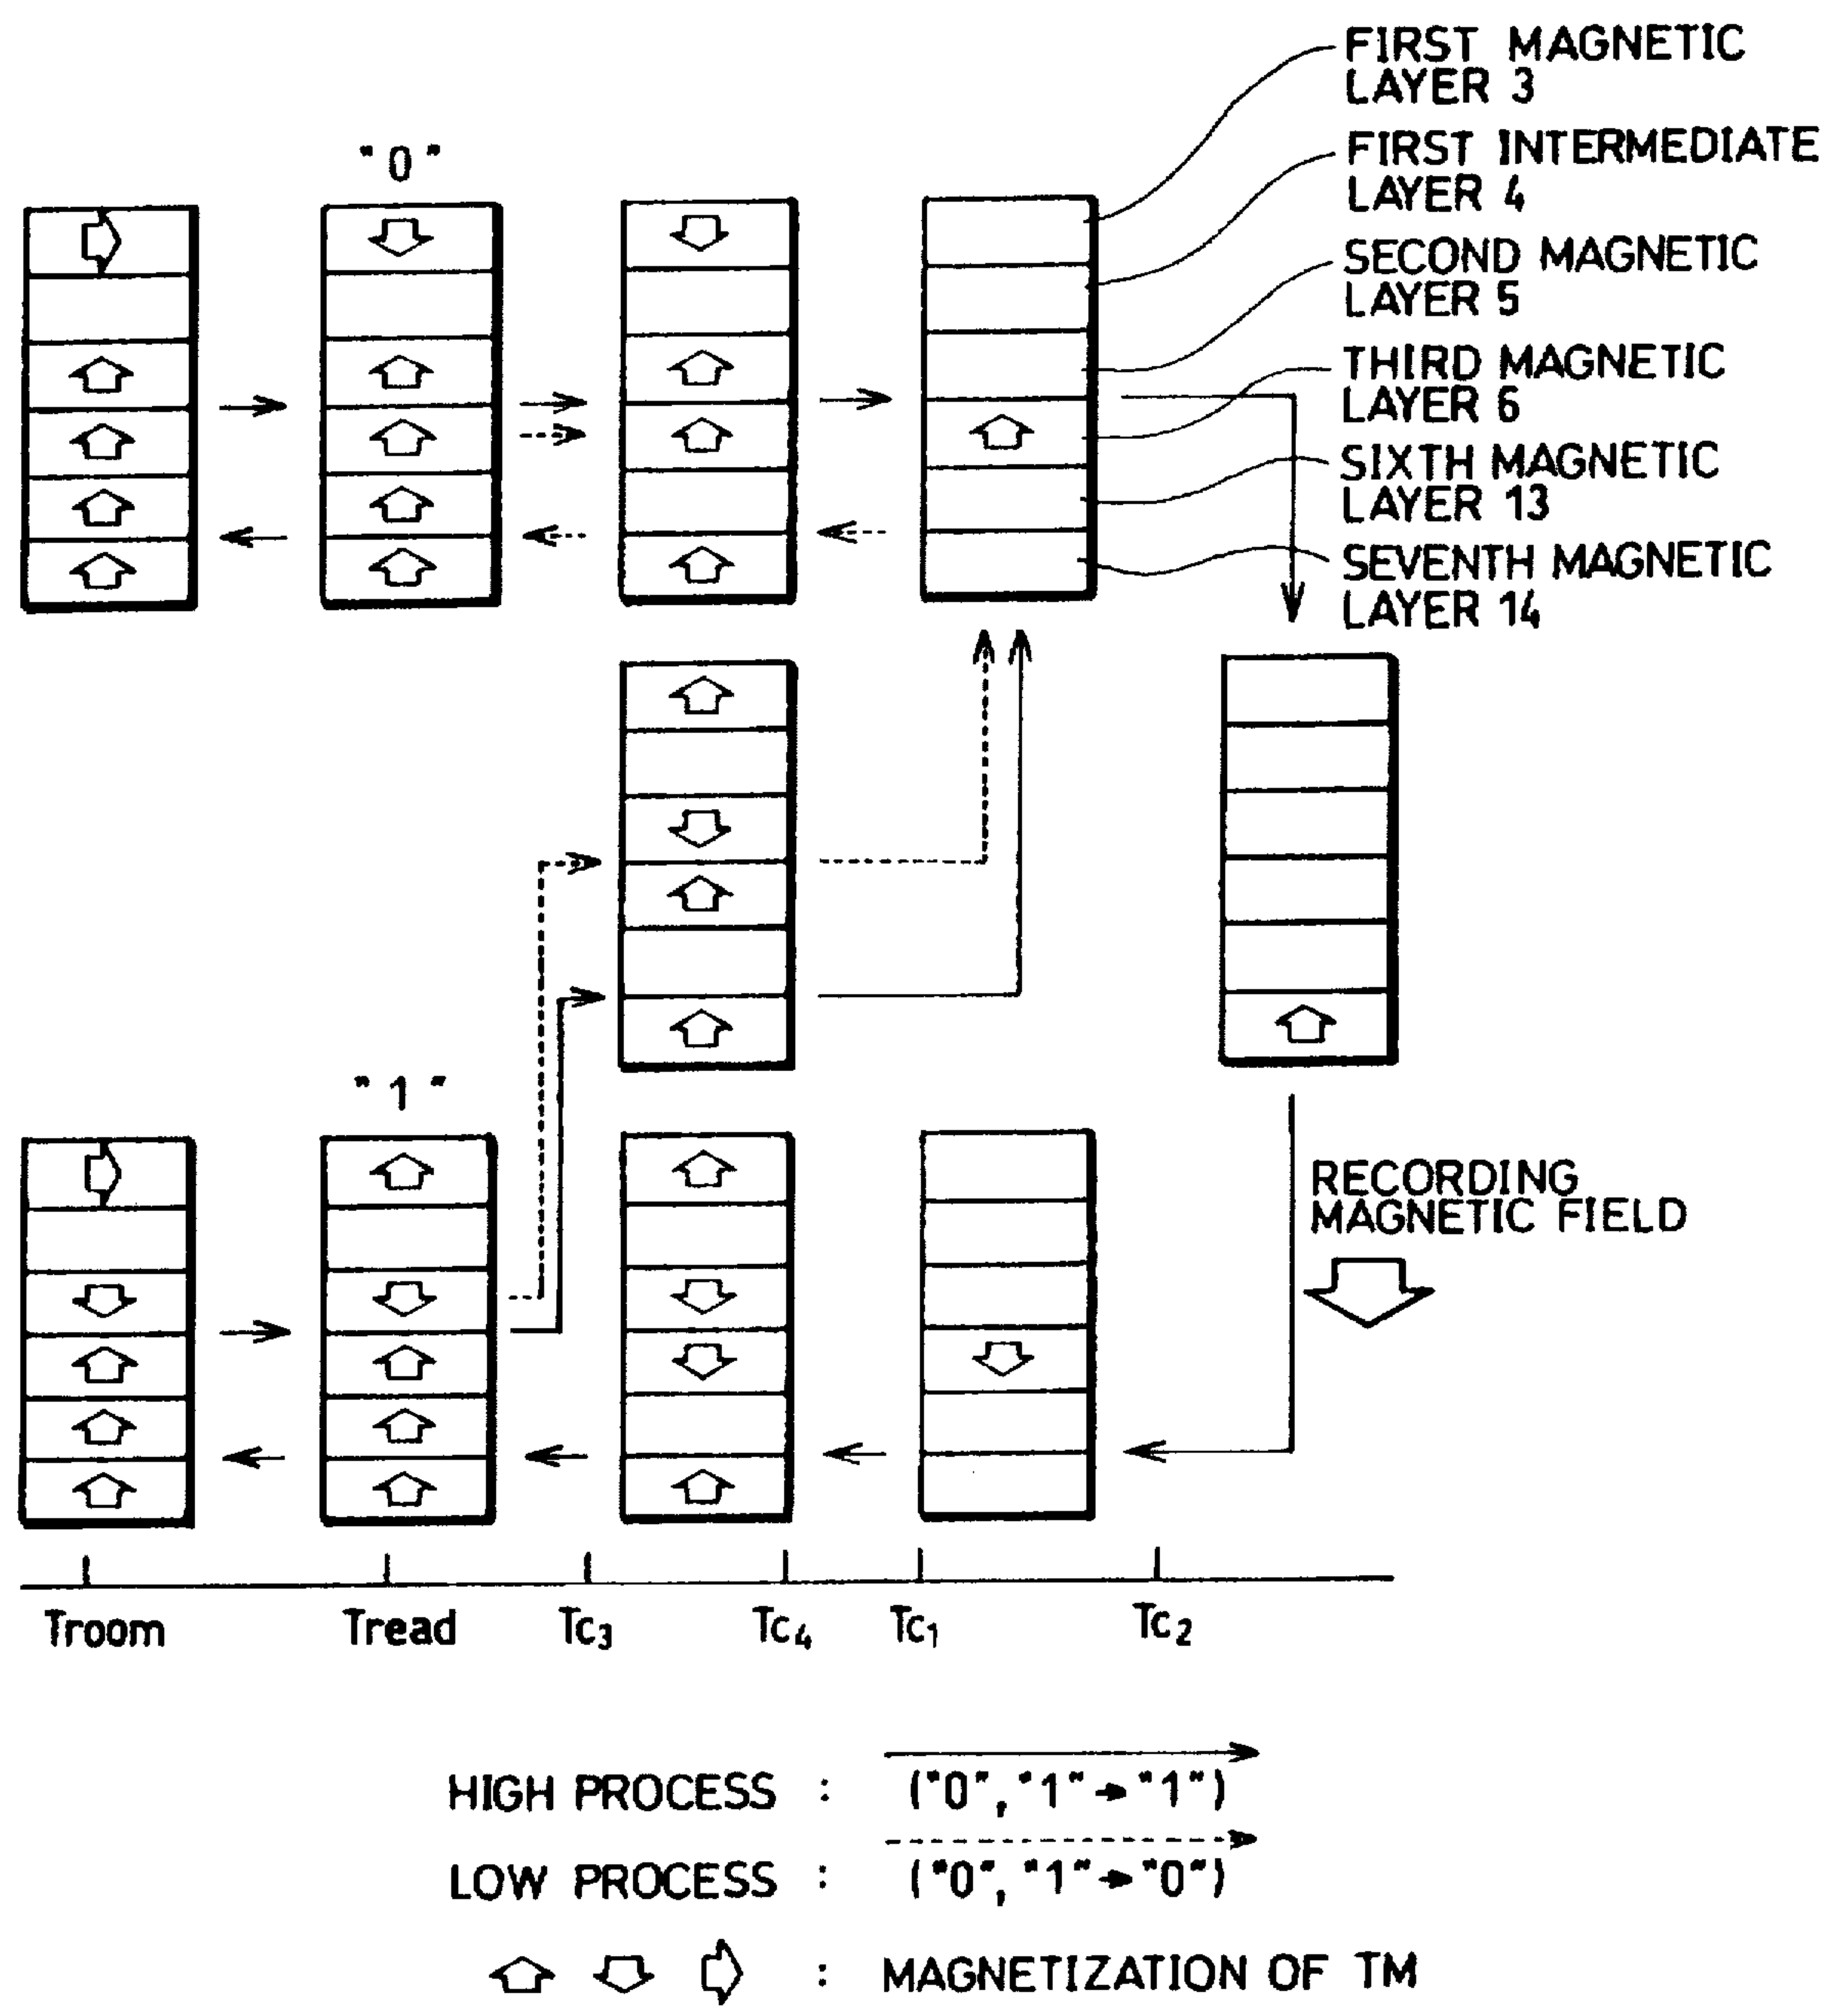 FIRST MAGNETIC
LAYER 3
FIRST INTERMEDIATE
LAYER 4
SECOND MAGNETIC
LAYER 5
THIRD MAGNETIC
LAYER 6
SIXTH MAGNETIC
LAYER 13
SEVENTH MAGNETIC
LAYER 14
"0"
"1"
RECORDING
MAGNETIC FIELD
Troom Tread Tc3 Tc4 Tc1 Tc2
HIGH PROCESS : ("0", "1"→"1")
LOW PROCESS : ("0", "1"→"0")
: MAGNETIZATION OF TM